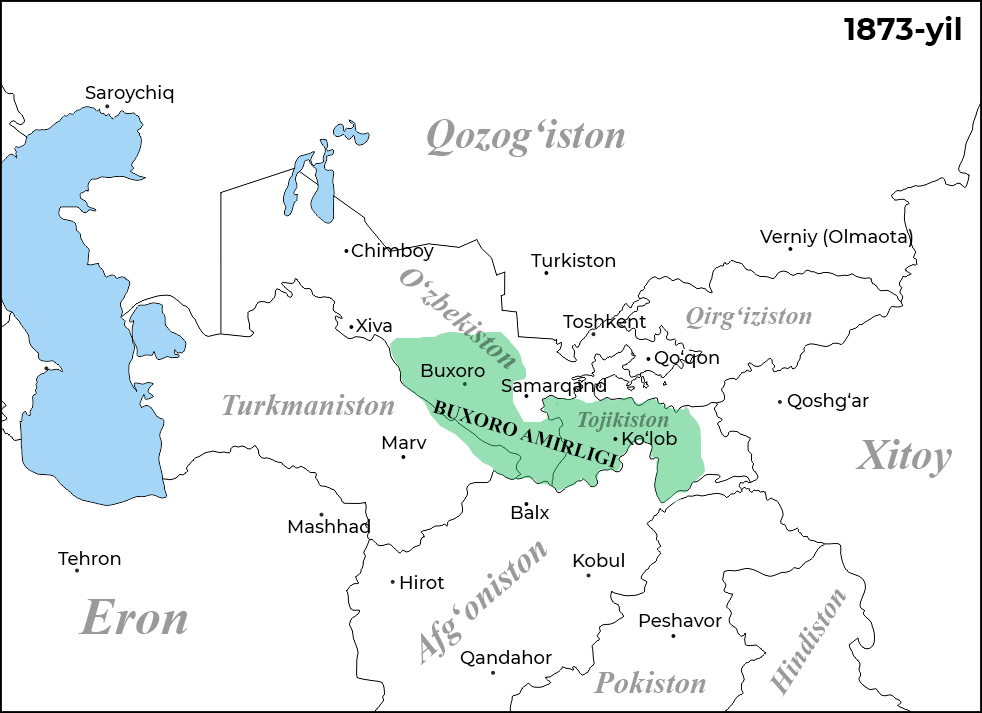 1873-yil
Saroychiq
Qozog‘iston
Verniy (Olmaota)
Chimboy
Turkiston
O‘zbekiston
Qirg‘iziston
Toshkent
Xiva
Qo‘qon
Buxoro
Samarqand
Qoshg‘ar
Turkmaniston
BUXORO AMIRLIGI
Tojikiston
Ko‘lob
Marv
Xitoy
Balx
Mashhad
Tehron
Kobul
Hirot
Afg‘oniston
Eron
Peshavor
Hindiston
Qandahor
Pokiston